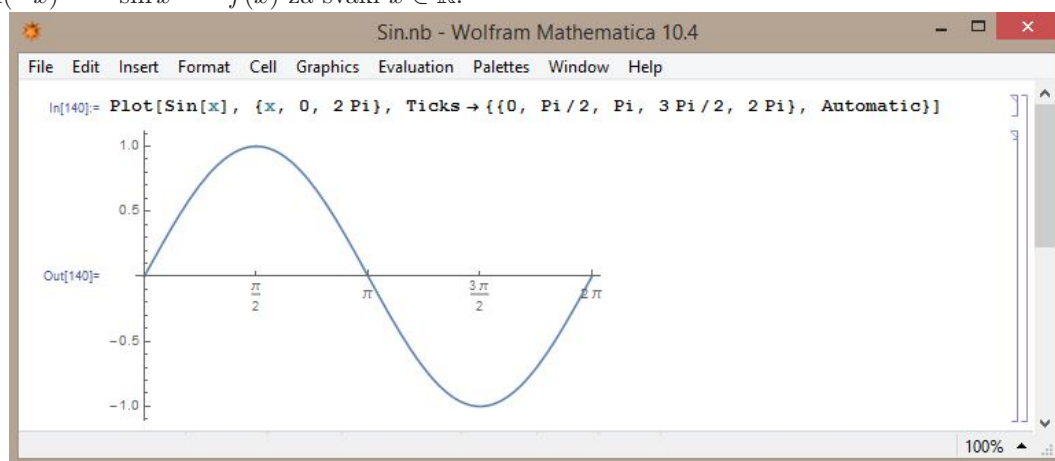 Sin.nb - Wolfram Mathematica 10.4
File Edit Insert Format Cell Graphics Evaluation Palettes Window Help
In[140]:= Plot[Sin[x], {x, 0, 2 Pi}, Ticks → {{0, Pi/2, Pi, 3 Pi/2, 2 Pi}, Automatic}]
1.0
0.5
Out[140]=
π/2
π
3π/2
2π
-0.5
-1.0
100%